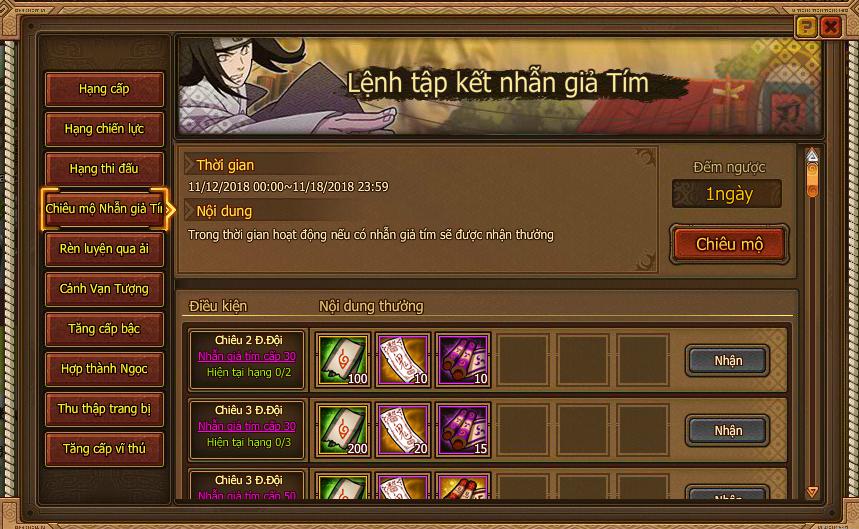 Lệnh tập kết nhẫn giả Tím
Hạng cấp
Hạng chiến lực
Hạng thi đấu
Chiêu mộ Nhẫn giả Tí
Rèn luyện qua ải
Cảnh Vạn Tượng
Tăng cấp bậc
Hợp thành Ngọc
Thu thập trang bị
Tăng cấp vĩ thú
Thời gian
11/12/2018 00:00~11/18/2018 23:59
Nội dung
Trong thời gian hoạt động nếu có nhẫn giả tím sẽ được nhận thưởng
Đếm ngược
1ngày
Chiêu mộ
Điều kiện Nội dung thưởng
Chiêu 2 Đ.Đội
Nhẫn giả tím cấp 30
Hiện tại hạng 0/2
100 10 10
Nhận
Chiêu 3 Đ.Đội
Nhẫn giả tím cấp 30
Hiện tại hạng 0/3
200 20 15
Nhận
Chiêu 3 Đ.Đội
Nhẫn giả tím cấp 50
Nhận